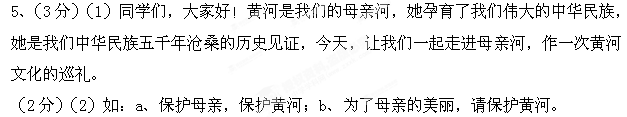 5、（3分）（1）同学们，大家好！黄河是我们的母亲河，她孕育了我们伟大的中华民族，
她是我们中华民族五千年沧桑的历史见证，今天，让我们一起走进母亲河，作一次黄河
文化的巡礼。
（2分）（2）如：a、保护母亲，保护黄河；b、为了母亲的美丽，请保护黄河。